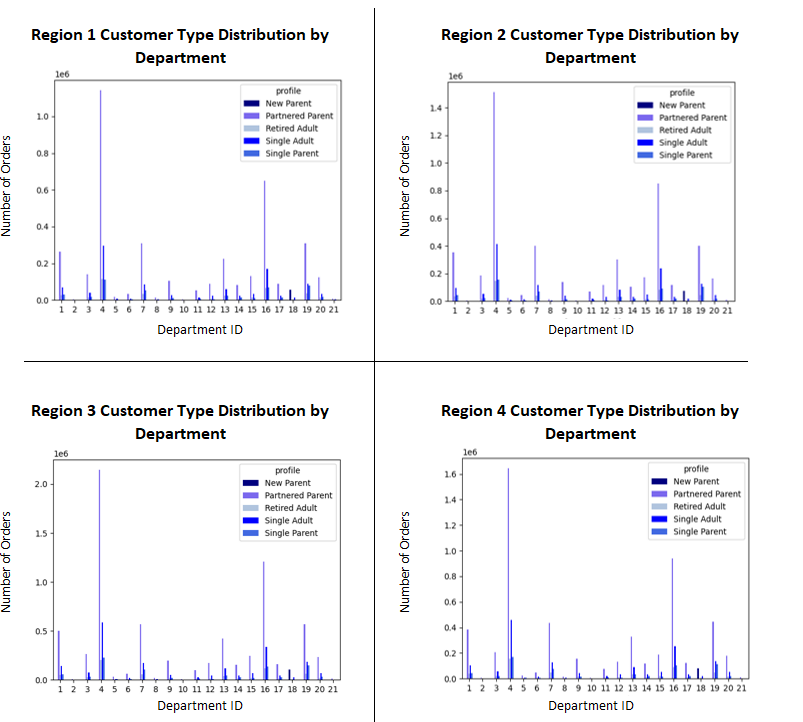 Region 1 Customer Type Distribution by
Department
1e6
profile
New Parent
Partnered Parent
Retired Adult
Single Adult
Single Parent
1.0
0.8
0.6
0.4
0.2
0.0
Number of Orders
1 2 3 4 5 6 7 8 9 10 11 12 13 14 15 16 17 18 19 20 21
Department ID
Region 2 Customer Type Distribution by
Department
1e6
profile
New Parent
Partnered Parent
Retired Adult
Single Adult
Single Parent
1.4
1.2
1.0
0.8
0.6
0.4
0.2
0.0
Number of Orders
1 2 3 4 5 6 7 8 9 10 11 12 13 14 15 16 17 18 19 20 21
Department ID
Region 3 Customer Type Distribution by
Department
1e6
profile
New Parent
Partnered Parent
Retired Adult
Single Adult
Single Parent
2.0
1.5
1.0
0.5
0.0
Number of Orders
1 2 3 4 5 6 7 8 9 10 11 12 13 14 15 16 17 18 19 20 21
Department ID
Region 4 Customer Type Distribution by
Department
1e6
profile
New Parent
Partnered Parent
Retired Adult
Single Adult
Single Parent
1.6
1.4
1.2
1.0
0.8
0.6
0.4
0.2
0.0
Number of Orders
1 2 3 4 5 6 7 8 9 10 11 12 13 14 15 16 17 18 19 20 21
Department ID